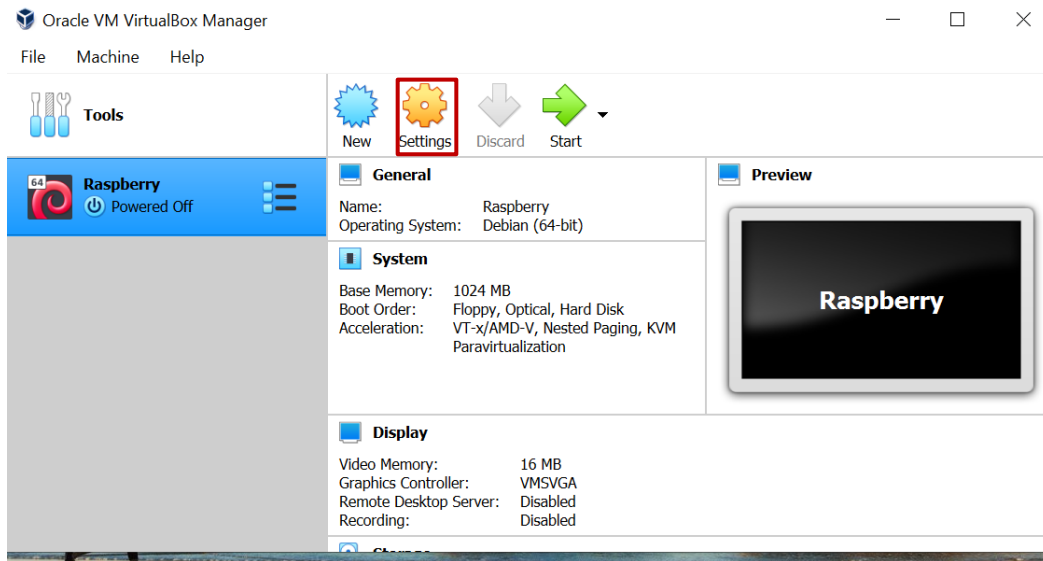 Oracle VM VirtualBox Manager
File Machine Help
Tools
New Settings Discard Start
64
Raspberry
Powered Off
General
Name: Raspberry
Operating System: Debian (64-bit)
System
Base Memory: 1024 MB
Boot Order: Floppy, Optical, Hard Disk
Acceleration: VT-x/AMD-V, Nested Paging, KVM
Paravirtualization
Preview
Raspberry
Display
Video Memory: 16 MB
Graphics Controller: VMSVGA
Remote Desktop Server: Disabled
Recording: Disabled
Storage